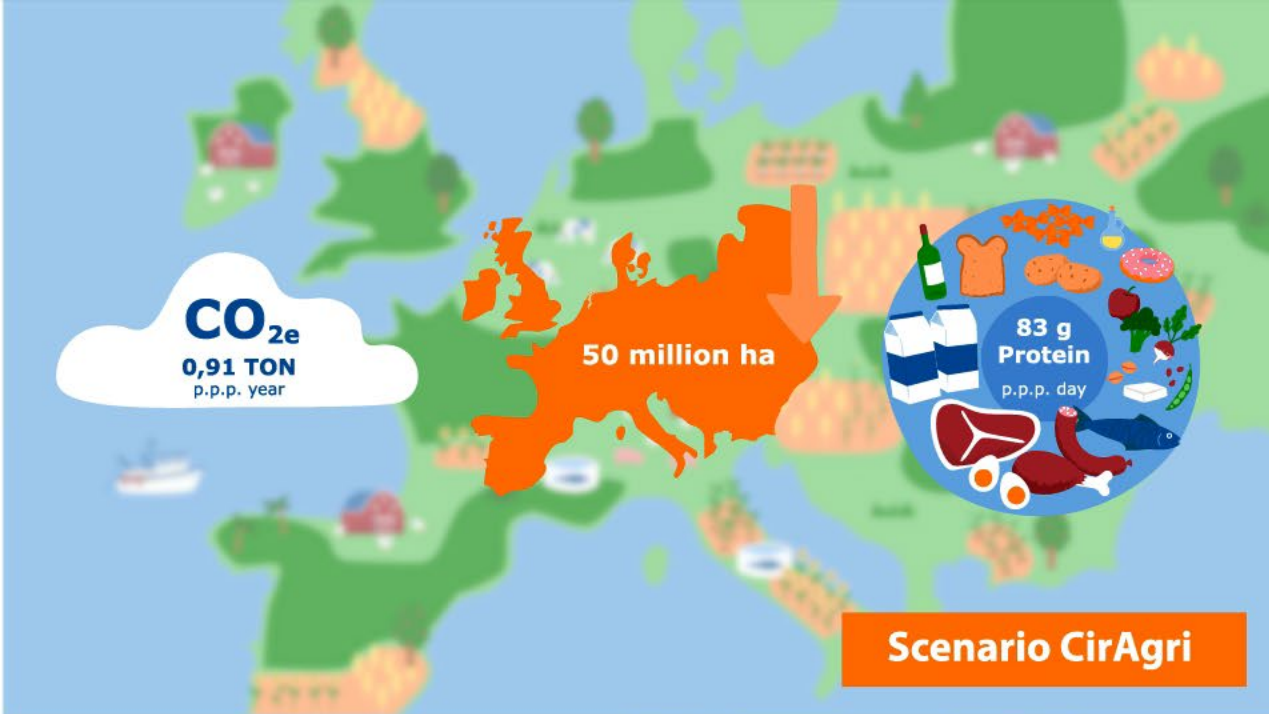 CO2e
0,91 TON
p.p.p. year
50 million ha
83 g
Protein
p.p.p. day
Scenario CirAgri